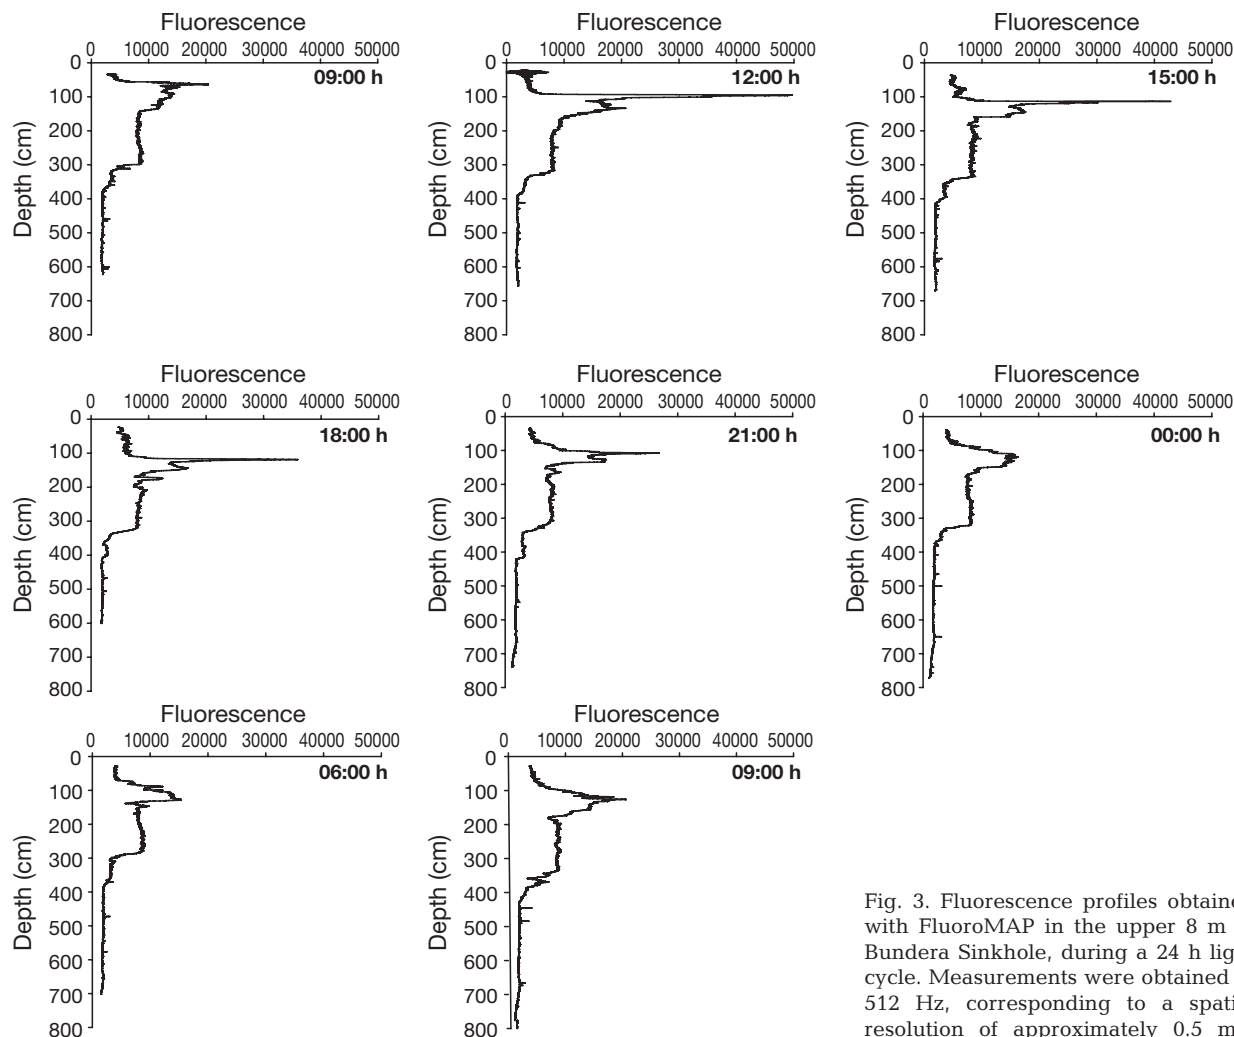 Fluorescence
0 10000 20000 30000 40000 50000
09:00 h
Depth (cm)
0
100
200
300
400
500
600
700
800
Fluorescence
0 10000 20000 30000 40000 50000
12:00 h
Depth (cm)
0
100
200
300
400
500
600
700
800
Fluorescence
0 10000 20000 30000 40000 50000
15:00 h
Depth (cm)
0
100
200
300
400
500
600
700
800
Fluorescence
0 10000 20000 30000 40000 50000
18:00 h
Depth (cm)
0
100
200
300
400
500
600
700
800
Fluorescence
0 10000 20000 30000 40000 50000
21:00 h
Depth (cm)
0
100
200
300
400
500
600
700
800
Fluorescence
0 10000 20000 30000 40000 50000
00:00 h
Depth (cm)
0
100
200
300
400
500
600
700
800
Fluorescence
0 10000 20000 30000 40000 50000
06:00 h
Depth (cm)
0
100
200
300
400
500
600
700
800
Fluorescence
0 10000 20000 30000 40000 50000
09:00 h
Depth (cm)
0
100
200
300
400
500
600
700
800
Fig. 3. Fluorescence profiles obtaine
with FluoroMAP in the upper 8 m
Bundera Sinkhole, during a 24 h lig
cycle. Measurements were obtained
512 Hz, corresponding to a spati
resolution of approximately 0.5 m